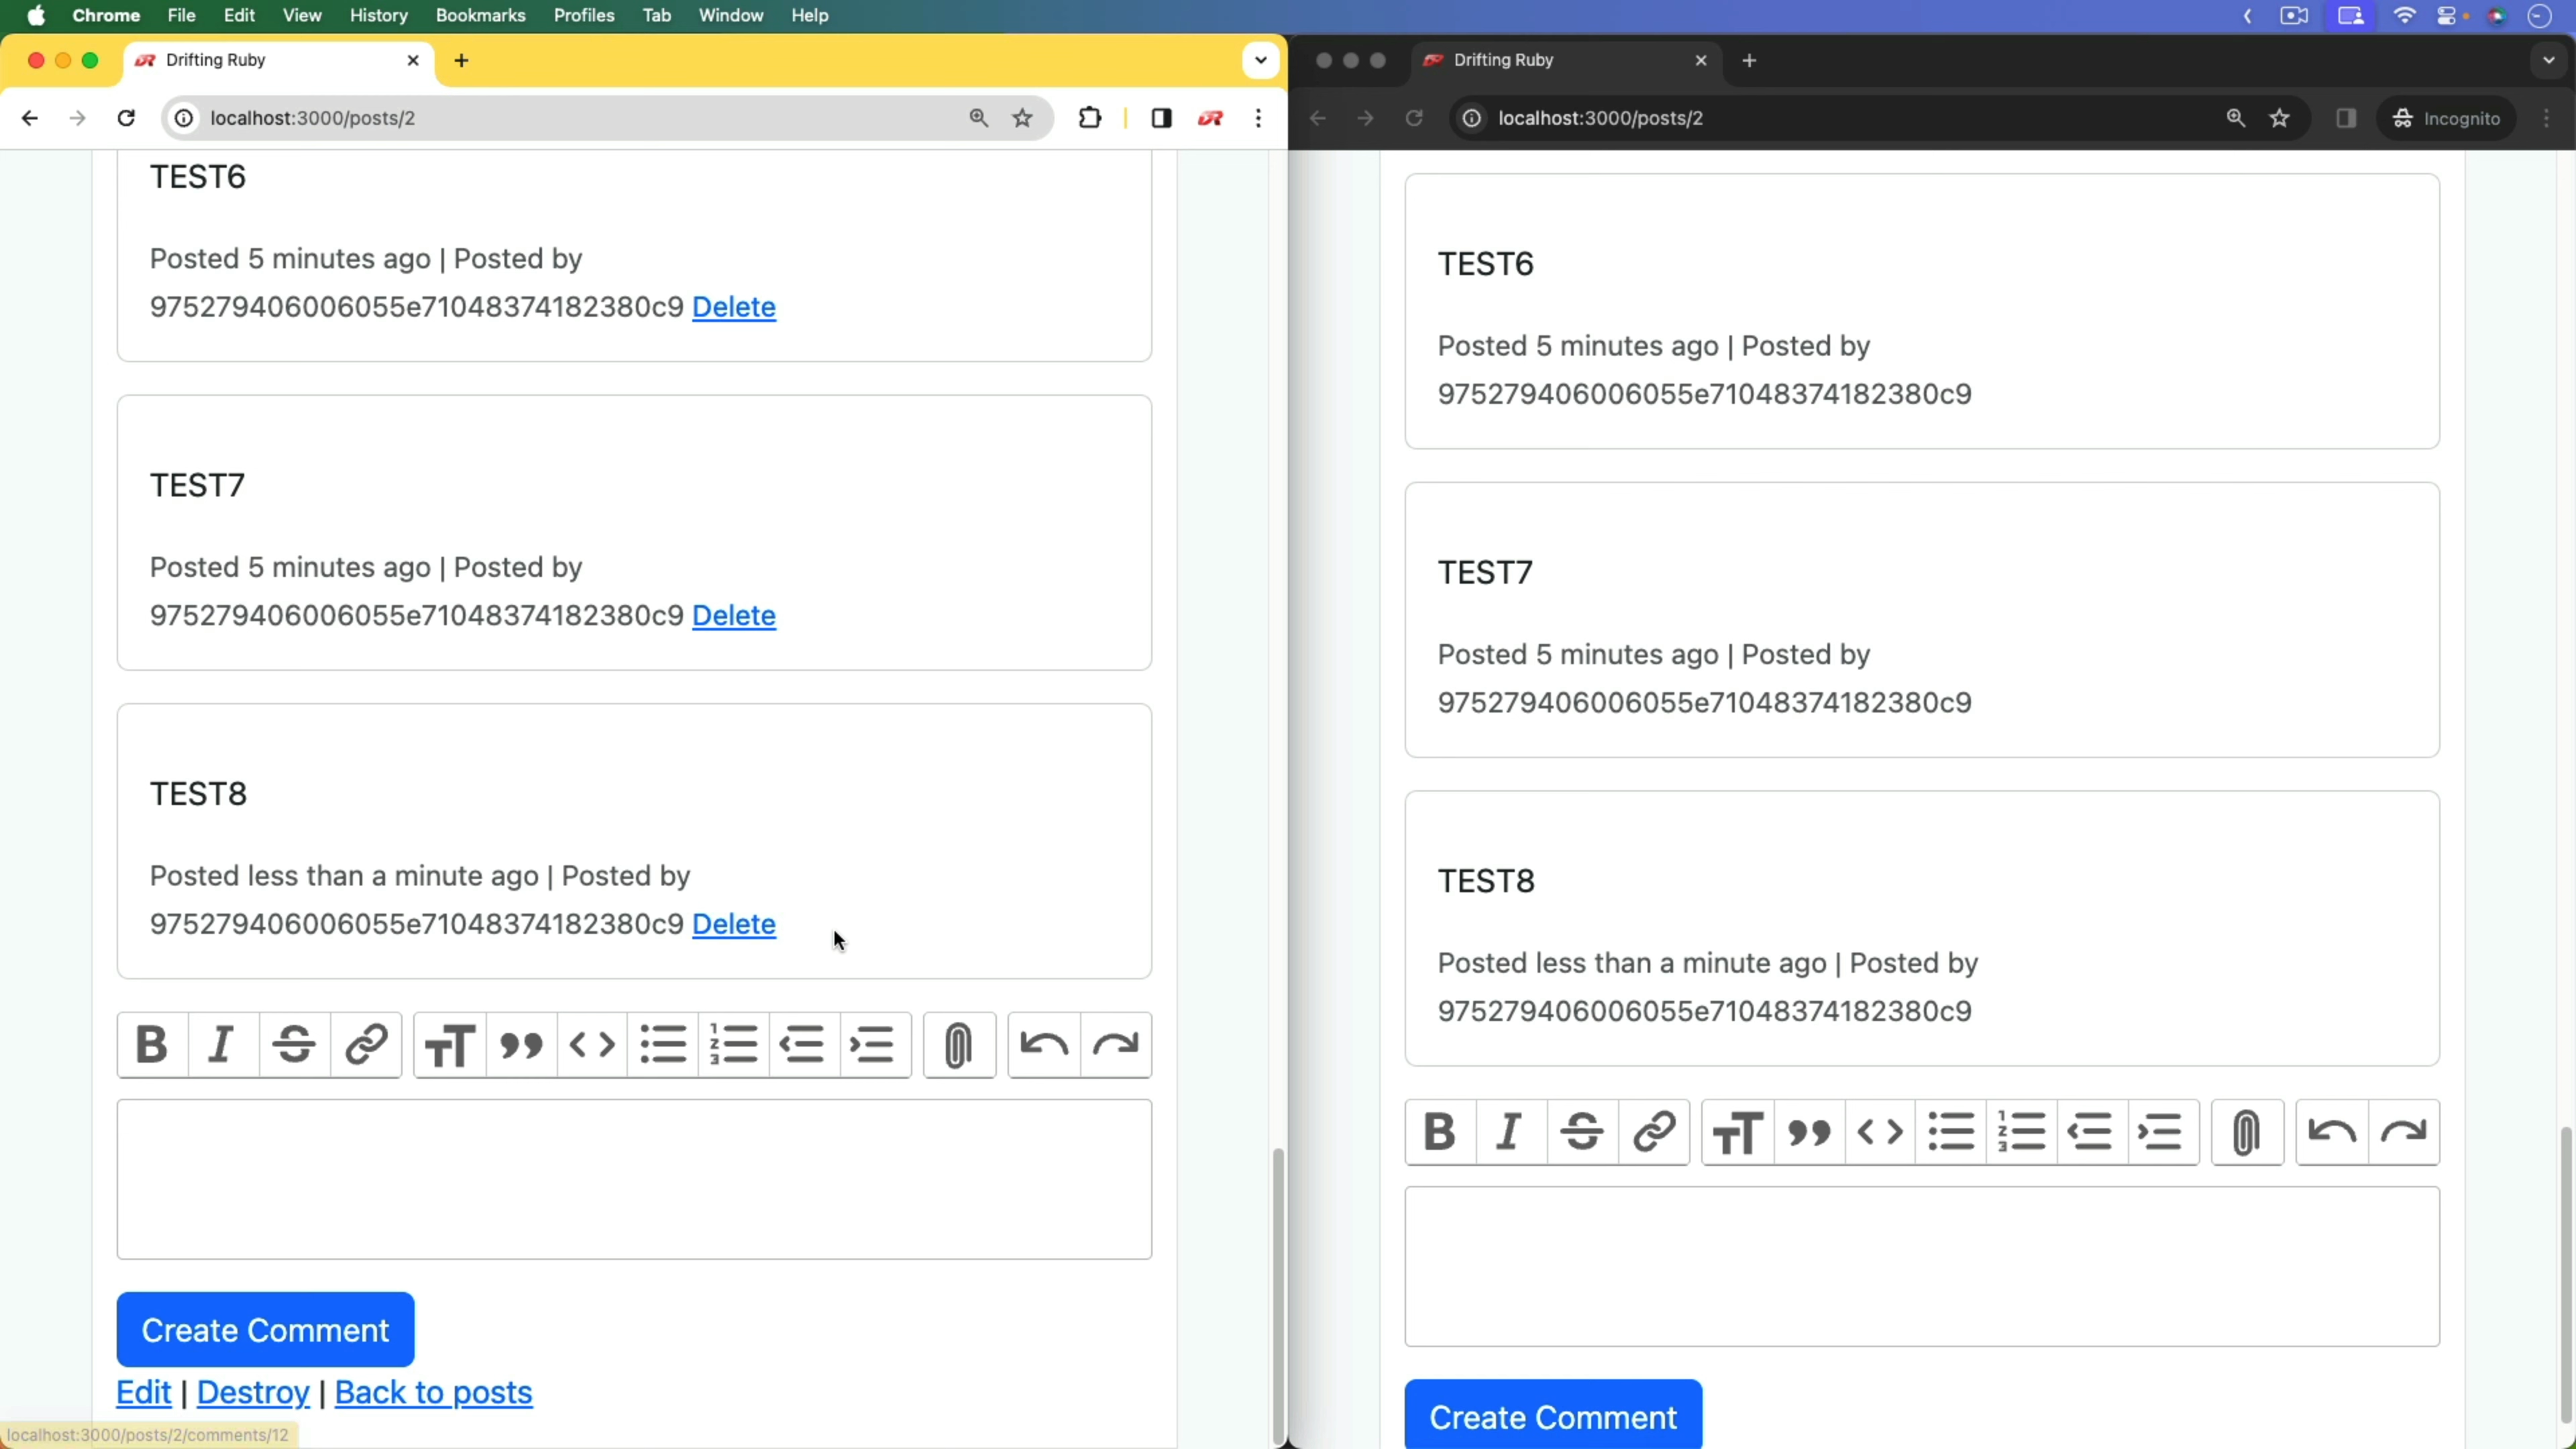 Chrome File Edit View History Bookmarks Profiles Tab Window Help
Drifting Ruby
localhost:3000/posts/2
TEST6
Posted 5 minutes ago | Posted by
975279406006055e71048374182380c9 Delete
TEST7
Posted 5 minutes ago | Posted by
975279406006055e71048374182380c9 Delete
TEST8
Posted less than a minute ago | Posted by
975279406006055e71048374182380c9 Delete
Create Comment
Edit | Destroy | Back to posts
localhost:3000/posts/2/comments/12
Drifting Ruby
localhost:3000/posts/2
Incognito
TEST6
Posted 5 minutes ago | Posted by
975279406006055e71048374182380c9
TEST7
Posted 5 minutes ago | Posted by
975279406006055e71048374182380c9
TEST8
Posted less than a minute ago | Posted by
975279406006055e71048374182380c9
Create Comment